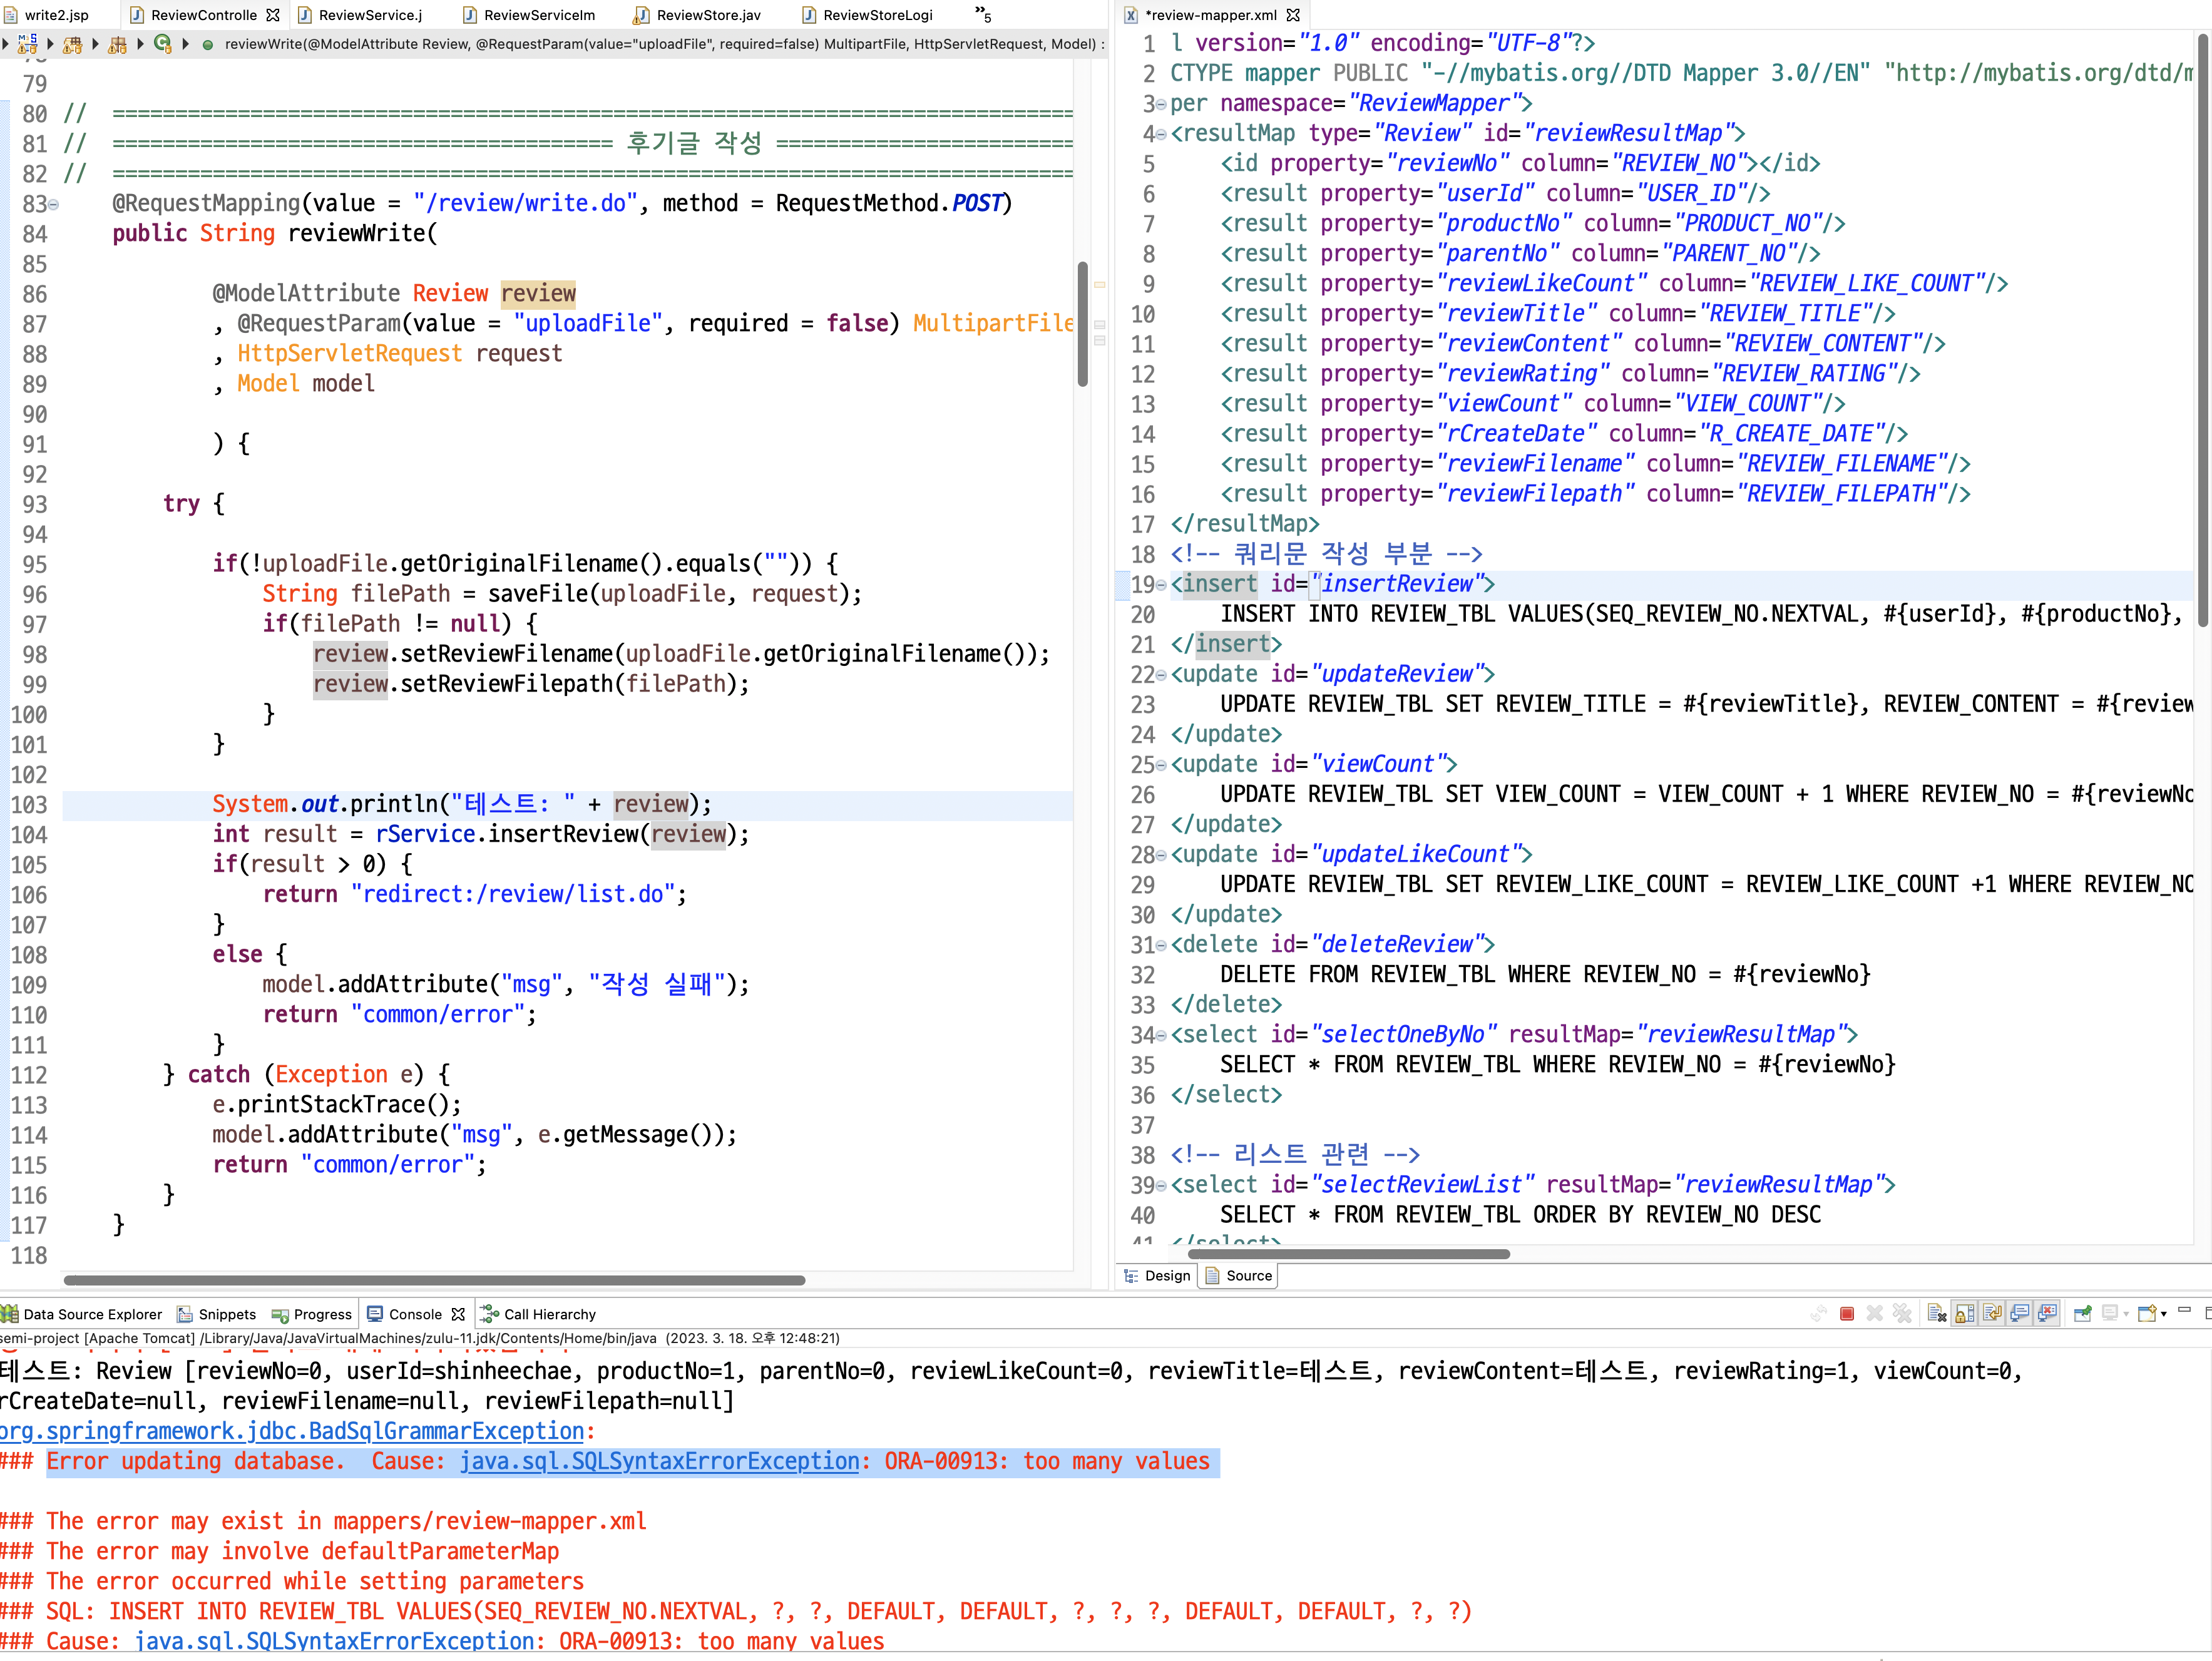 write2.jsp
ReviewControlle
ReviewService.j
ReviewServiceIm
ReviewStore.jav
ReviewStoreLogi
5
reviewWrite(@ModelAttribute Review, @RequestParam(value="uploadFile", required=false) MultipartFile, HttpServletRequest, Model) :
79
80 // =============================================================================
81 // ======================================== 후기글 작성 ========================
82 // =============================================================================
83 @RequestMapping(value = "/review/write.do", method = RequestMethod.POST)
84 public String reviewWrite(
85
86 @ModelAttribute Review review
87 , @RequestParam(value = "uploadFile", required = false) MultipartFile
88 , HttpServletRequest request
89 , Model model
90
91 ) {
92
93 try {
94
95 if(!uploadFile.getOriginalFilename().equals("")) {
96 String filePath = saveFile(uploadFile, request);
97 if(filePath != null) {
98 review.setReviewFilename(uploadFile.getOriginalFilename());
99 review.setReviewFilepath(filePath);
100 }
101 }
102
103 System.out.println("테스트: " + review);
104 int result = rService.insertReview(review);
105 if(result > 0) {
106 return "redirect:/review/list.do";
107 }
108 else {
109 model.addAttribute("msg", "작성 실패");
110 return "common/error";
111 }
112 } catch (Exception e) {
113 e.printStackTrace();
114 model.addAttribute("msg", e.getMessage());
115 return "common/error";
116 }
117 }
118
*review-mapper.xml
1 l version="1.0" encoding="UTF-8"?>
2 CTYPE mapper PUBLIC "-//mybatis.org//DTD Mapper 3.0//EN" "http://mybatis.org/dtd/m
3 per namespace="ReviewMapper">
4 <resultMap type="Review" id="reviewResultMap">
5 <id property="reviewNo" column="REVIEW_NO"></id>
6 <result property="userId" column="USER_ID"/>
7 <result property="productNo" column="PRODUCT_NO"/>
8 <result property="parentNo" column="PARENT_NO"/>
9 <result property="reviewLikeCount" column="REVIEW_LIKE_COUNT"/>
10 <result property="reviewTitle" column="REVIEW_TITLE"/>
11 <result property="reviewContent" column="REVIEW_CONTENT"/>
12 <result property="reviewRating" column="REVIEW_RATING"/>
13 <result property="viewCount" column="VIEW_COUNT"/>
14 <result property="rCreateDate" column="R_CREATE_DATE"/>
15 <result property="reviewFilename" column="REVIEW_FILENAME"/>
16 <result property="reviewFilepath" column="REVIEW_FILEPATH"/>
17 </resultMap>
18 <!-- 쿼리문 작성 부분 -->
19 <insert id="insertReview">
20 INSERT INTO REVIEW_TBL VALUES(SEQ_REVIEW_NO.NEXTVAL, #{userId}, #{productNo},
21 </insert>
22 <update id="updateReview">
23 UPDATE REVIEW_TBL SET REVIEW_TITLE = #{reviewTitle}, REVIEW_CONTENT = #{review
24 </update>
25 <update id="viewCount">
26 UPDATE REVIEW_TBL SET VIEW_COUNT = VIEW_COUNT + 1 WHERE REVIEW_NO = #{reviewNo
27 </update>
28 <update id="updateLikeCount">
29 UPDATE REVIEW_TBL SET REVIEW_LIKE_COUNT = REVIEW_LIKE_COUNT +1 WHERE REVIEW_NO
30 </update>
31 <delete id="deleteReview">
32 DELETE FROM REVIEW_TBL WHERE REVIEW_NO = #{reviewNo}
33 </delete>
34 <select id="selectOneByNo" resultMap="reviewResultMap">
35 SELECT * FROM REVIEW_TBL WHERE REVIEW_NO = #{reviewNo}
36 </select>
37
38 <!-- 리스트 관련 -->
39 <select id="selectReviewList" resultMap="reviewResultMap">
40 SELECT * FROM REVIEW_TBL ORDER BY REVIEW_NO DESC
41 </select>
Design Source
Data Source Explorer Snippets Progress Console Call Hierarchy
semi-project [Apache Tomcat] /Library/Java/JavaVirtualMachines/zulu-11.jdk/Contents/Home/bin/java (2023. 3. 18. 오후 12:48:21)
테스트: Review [reviewNo=0, userId=shinheechae, productNo=1, parentNo=0, reviewLikeCount=0, reviewTitle=테스트, reviewContent=테스트, reviewRating=1, viewCount=0,
rCreateDate=null, reviewFilename=null, reviewFilepath=null]
org.springframework.jdbc.BadSqlGrammarException:
### Error updating database.  Cause: java.sql.SQLSyntaxErrorException: ORA-00913: too many values
### The error may exist in mappers/review-mapper.xml
### The error may involve defaultParameterMap
### The error occurred while setting parameters
### SQL: INSERT INTO REVIEW_TBL VALUES(SEQ_REVIEW_NO.NEXTVAL, ?, ?, DEFAULT, DEFAULT, ?, ?, ?, DEFAULT, DEFAULT, ?, ?)
### Cause: java.sql.SQLSyntaxErrorException: ORA-00913: too many values